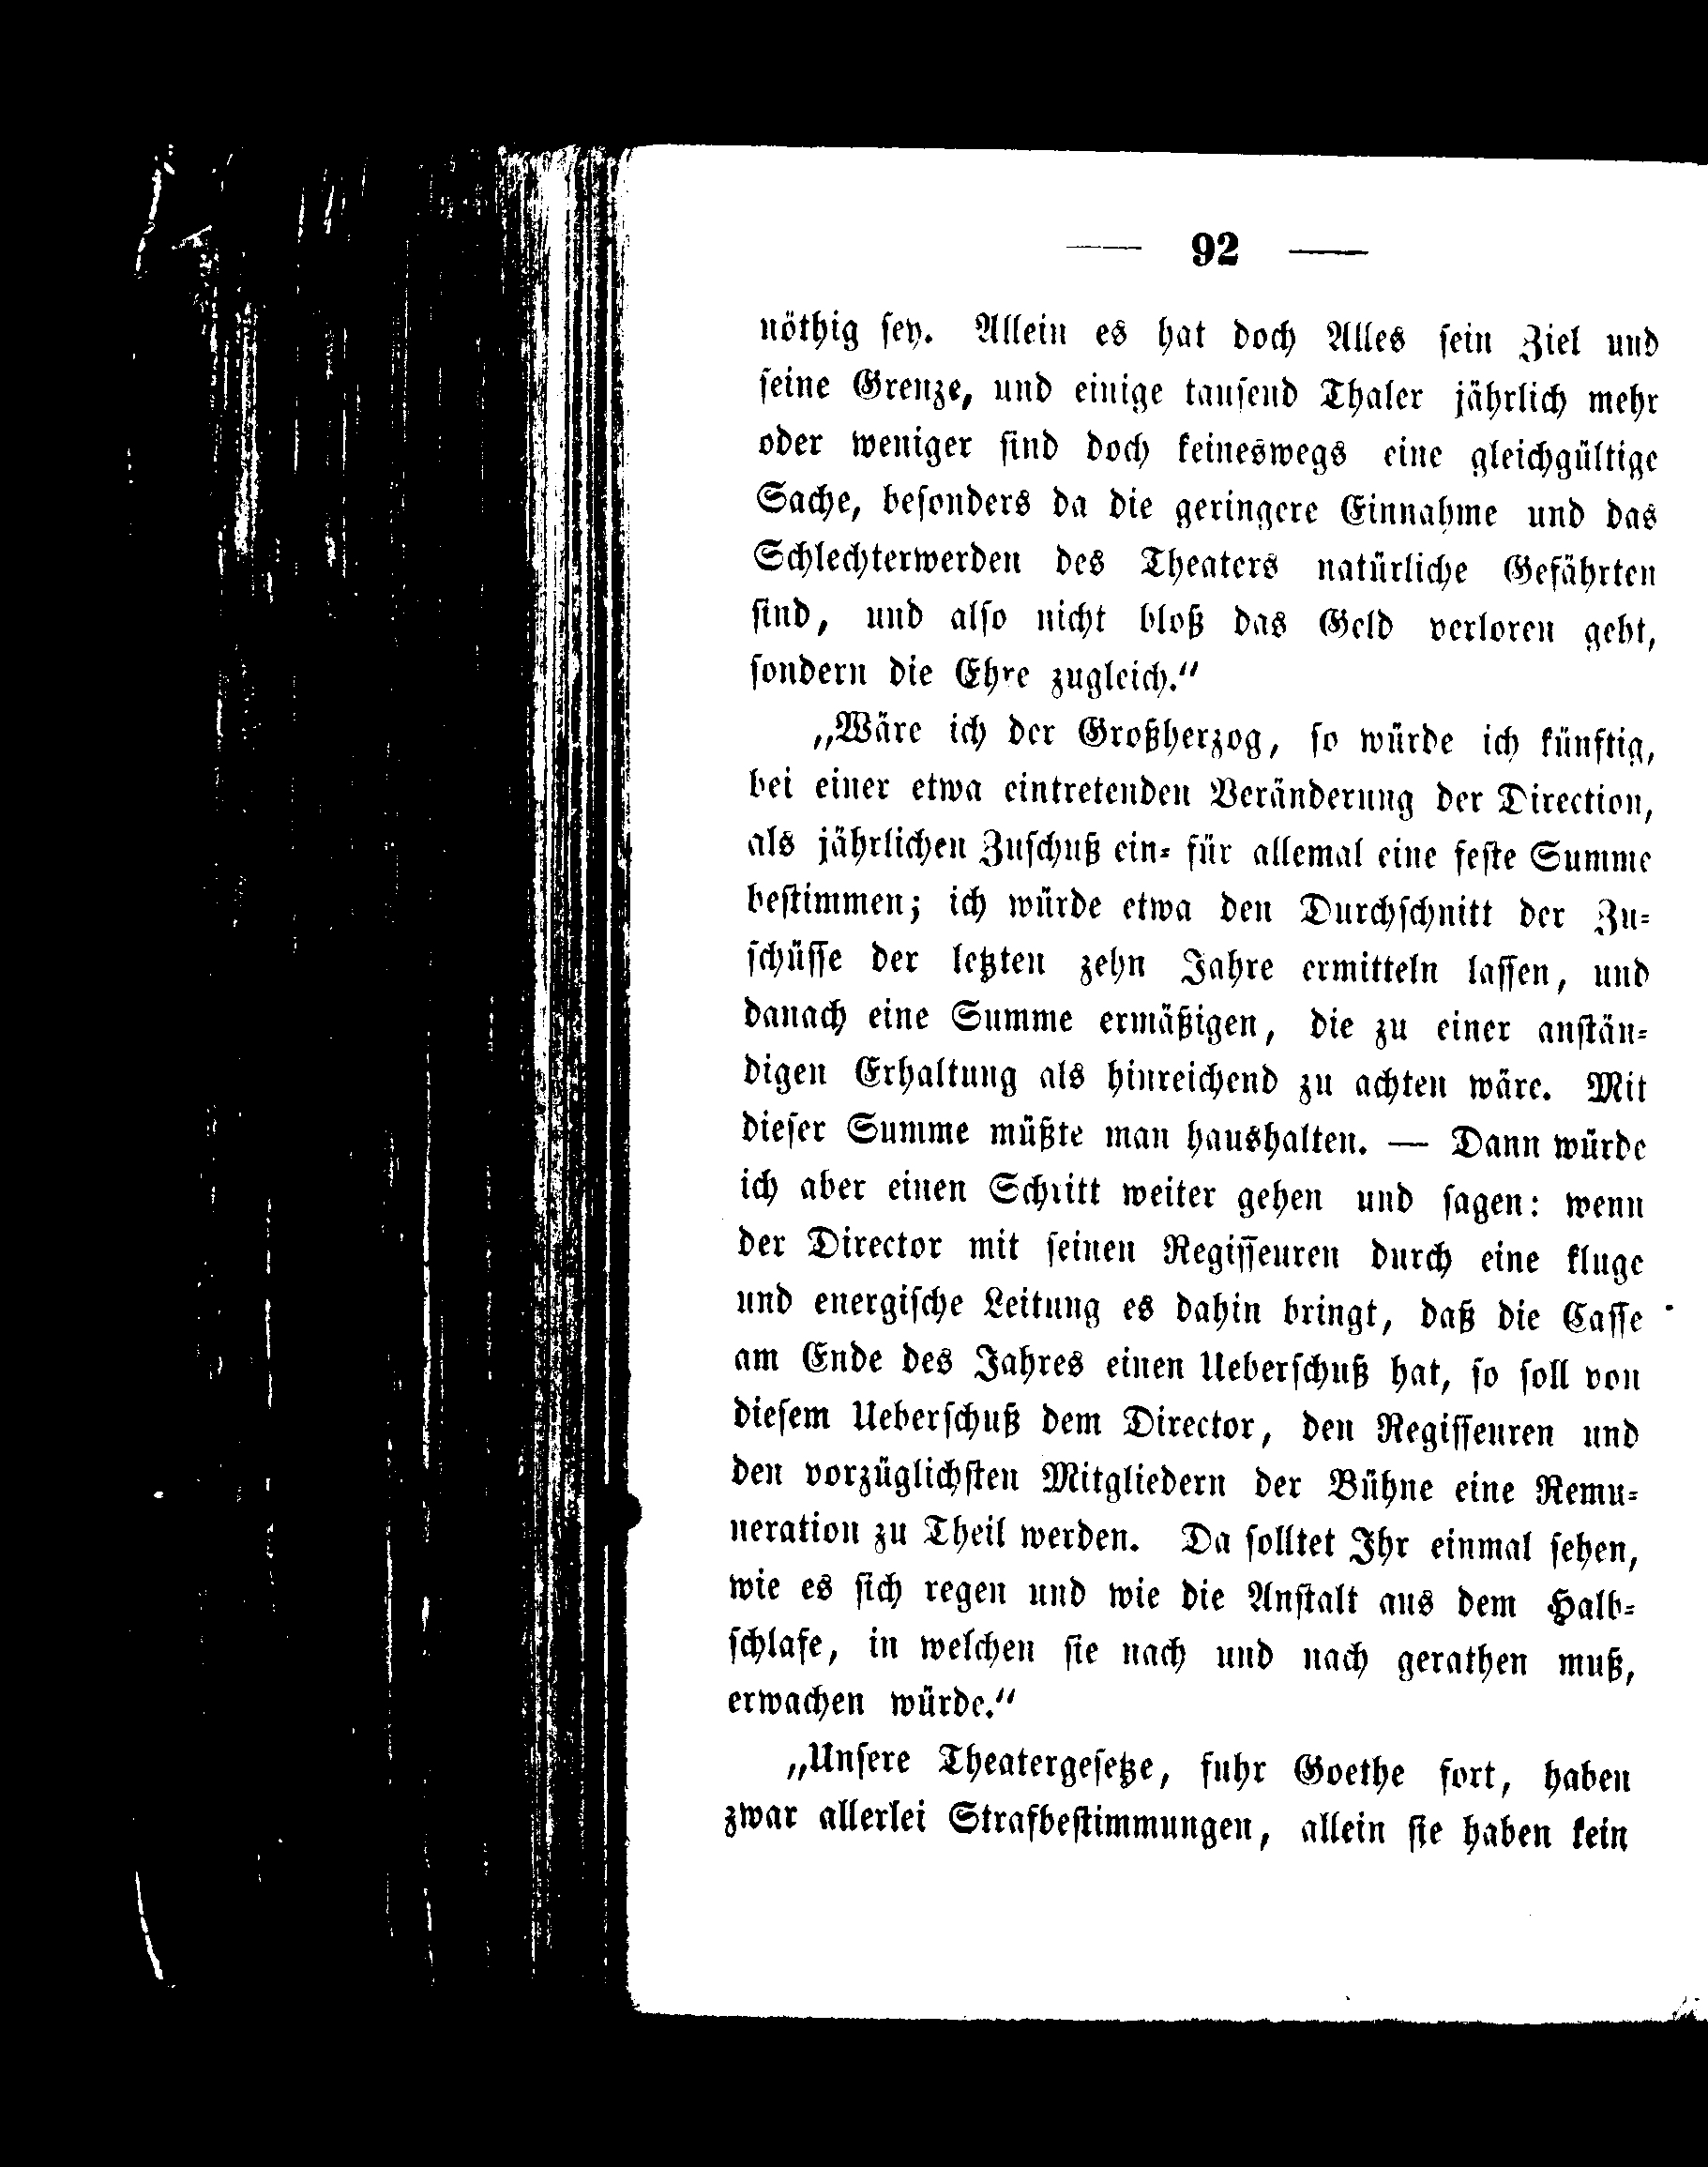 — 92 —
nöthig ſey. Allein es hat doch Alles ſein Ziel und
ſeine Grenze, und einige tauſend Thaler jährlich mehr
oder weniger ſind doch keineswegs eine gleichgültige
Sache, beſonders da die geringere Einnahme und das
Schlechterwerden des Theaters natürliche Gefährten
ſind, und alſo nicht bloß das Geld verloren geht,
ſondern die Ehre zugleich.“
„Wäre ich der Großherzog, ſo würde ich künftig,
bei einer etwa eintretenden Veränderung der Direction,
als jährlichen Zuſchuß ein- für allemal eine feſte Summe
beſtimmen; ich würde etwa den Durchſchnitt der Zu-
ſchüſſe der letzten zehn Jahre ermitteln laſſen, und
danach eine Summe ermäßigen, die zu einer anſtän-
digen Erhaltung als hinreichend zu achten wäre. Mit
dieſer Summe müßte man haushalten. — Dann würde
ich aber einen Schritt weiter gehen und ſagen: wenn
der Director mit ſeinen Regiſſeuren durch eine kluge
und energiſche Leitung es dahin bringt, daß die Caſſe
am Ende des Jahres einen Ueberſchuß hat, ſo ſoll von
dieſem Ueberſchuß dem Director, den Regiſſeuren und
den vorzüglichſten Mitgliedern der Bühne eine Remu-
neration zu Theil werden. Da ſolltet Ihr einmal ſehen,
wie es ſich regen und wie die Anſtalt aus dem Halb-
ſchlafe, in welchen ſie nach und nach gerathen muß,
erwachen würde.“
„Unſere Theatergeſetze, fuhr Goethe fort, haben
zwar allerlei Strafbeſtimmungen, allein ſie haben kein